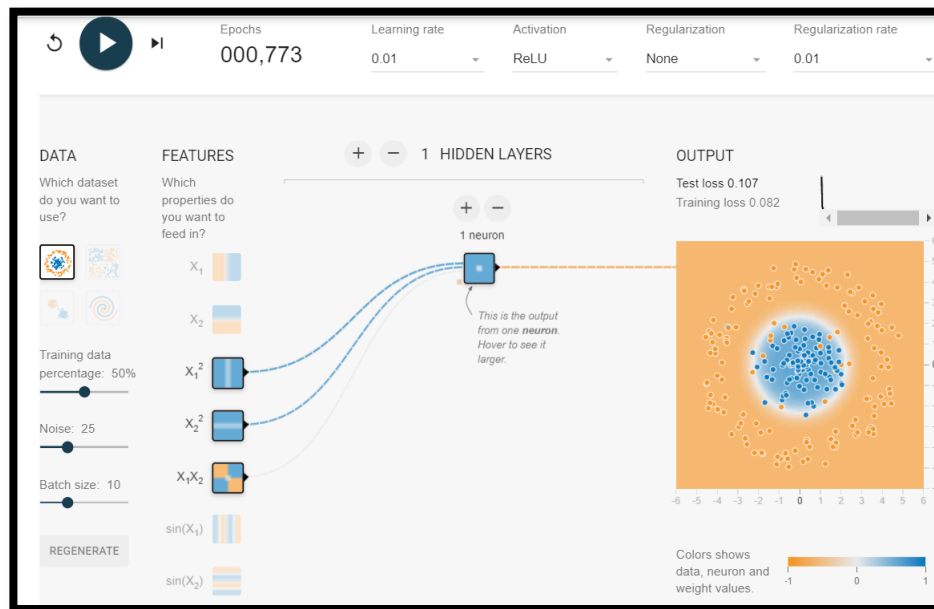 Epochs
000,773
Learning rate
0.01
Activation
ReLU
Regularization
None
Regularization rate
0.01
DATA
Which dataset
do you want to
use?
Training data
percentage: 50%
Noise: 25
Batch size: 10
REGENERATE
FEATURES
Which
properties do
you want to
feed in?
X₁
X₂
X₁²
X₂²
X₁X₂
sin(X₁)
sin(X₂)
+ − 1 HIDDEN LAYERS
+ −
1 neuron
This is the output
from one neuron.
Hover to see it
larger.
OUTPUT
Test loss 0.107
Training loss 0.082
-6 -5 -4 -3 -2 -1 0 1 2 3 4 5 6
Colors shows
data, neuron and
weight values.
-1 0 1